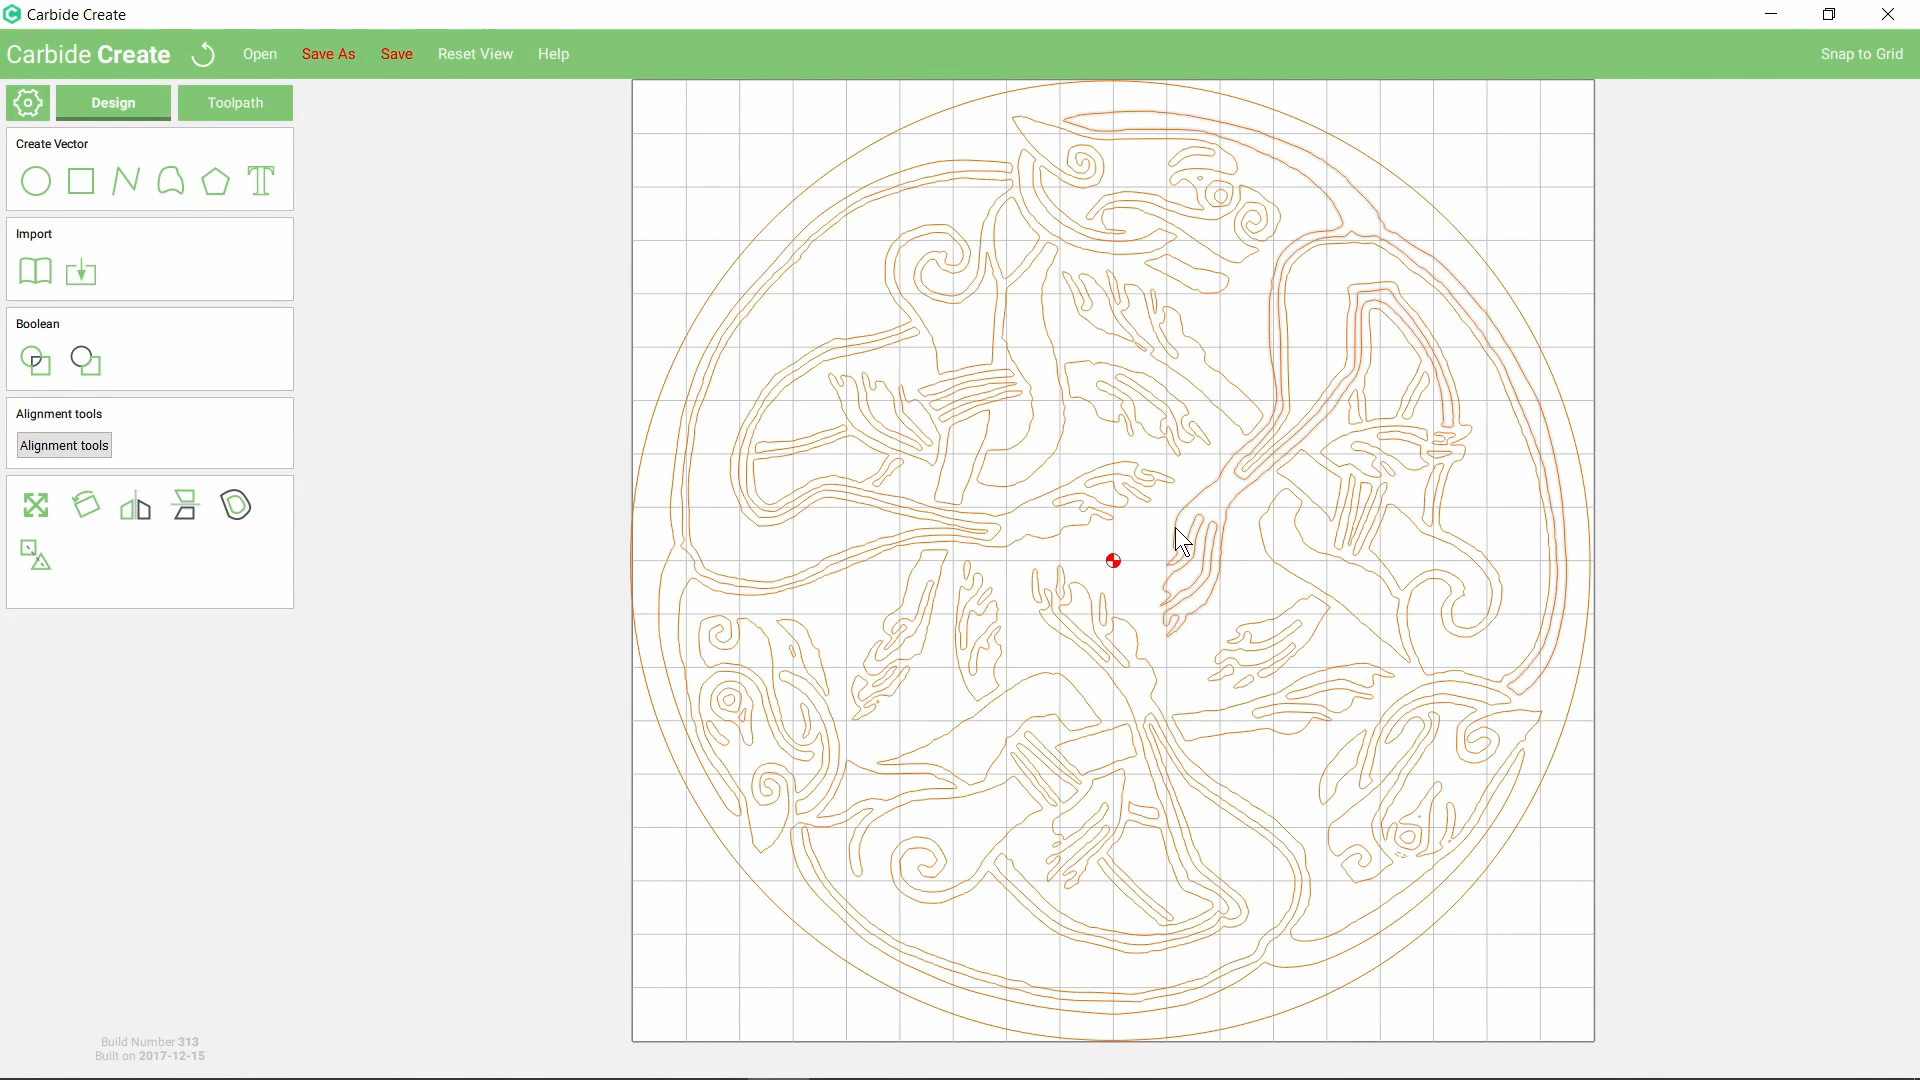 Carbide Create
Carbide Create Open Save As Save Reset View Help Snap to Grid
Design Toolpath
Create Vector
T
Import
Boolean
Alignment tools
Alignment tools
Build Number 313
Built on 2017-12-15